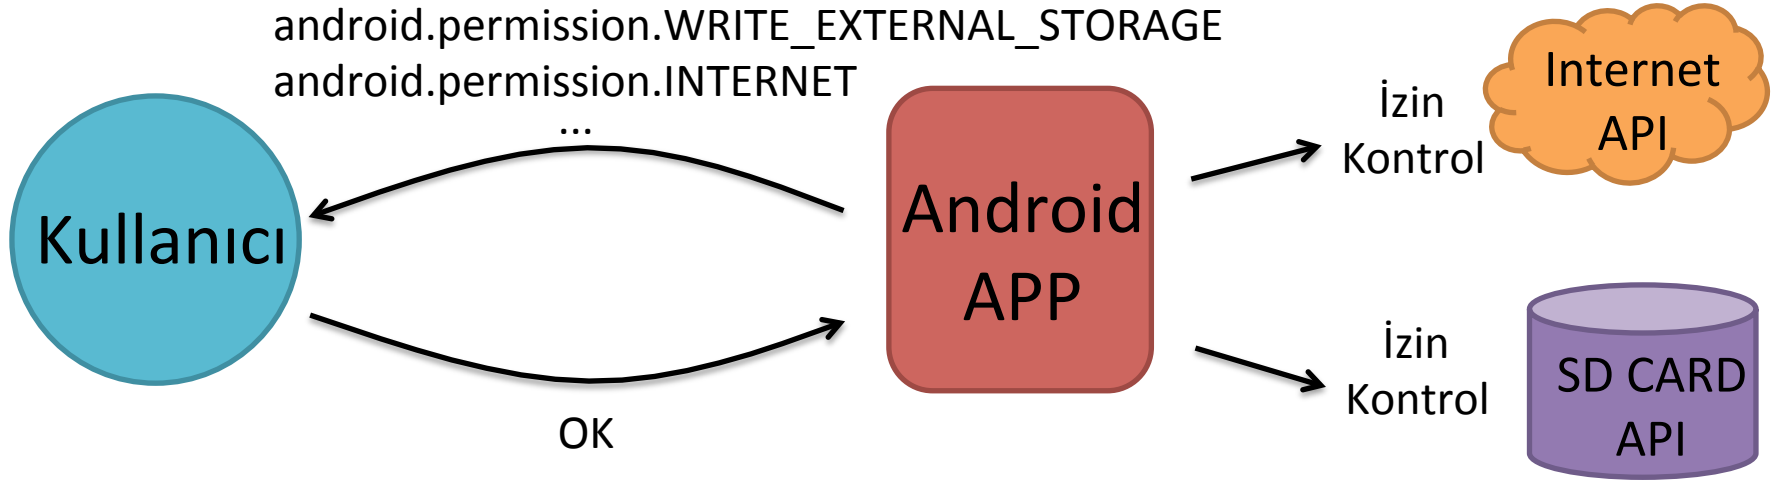 android.permission.WRITE_EXTERNAL_STORAGE
android.permission.INTERNET
...
Kullanıcı
OK
Android
APP
İzin
Kontrol
Internet
API
İzin
Kontrol
SD CARD
API